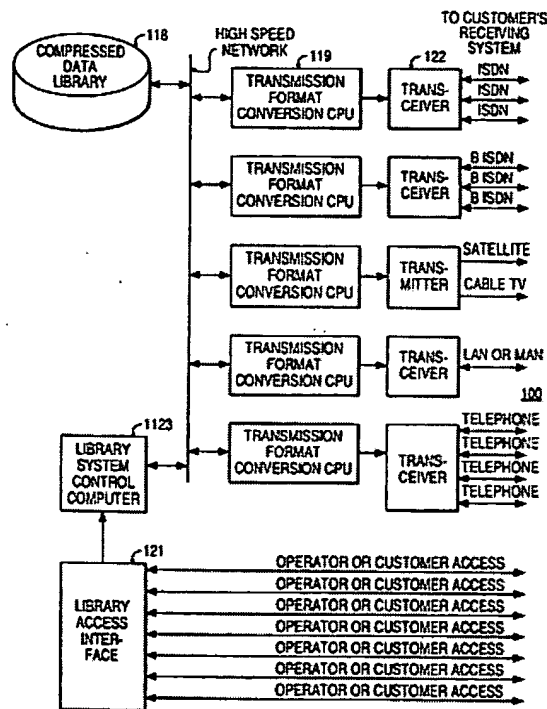 118
COMPRESSED
DATA
LIBRARY
HIGH SPEED
NETWORK
TO CUSTOMER'S
RECEIVING
SYSTEM
119
TRANSMISSION
FORMAT
CONVERSION CPU
122
TRANS-
CEIVER
ISDN
ISDN
ISDN
TRANSMISSION
FORMAT
CONVERSION CPU
TRANS-
CEIVER
B ISDN
B ISDN
B ISDN
TRANSMISSION
FORMAT
CONVERSION CPU
TRANS-
MITTER
SATELLITE
CABLE TV
TRANSMISSION
FORMAT
CONVERSION CPU
TRANS-
CEIVER
LAN OR MAN
100
TRANSMISSION
FORMAT
CONVERSION CPU
TRANS-
CEIVER
TELEPHONE
TELEPHONE
TELEPHONE
TELEPHONE
1123
LIBRARY
SYSTEM
CONTROL
COMPUTER
121
LIBRARY
ACCESS
INTER-
FACE
OPERATOR OR CUSTOMER ACCESS
OPERATOR OR CUSTOMER ACCESS
OPERATOR OR CUSTOMER ACCESS
OPERATOR OR CUSTOMER ACCESS
OPERATOR OR CUSTOMER ACCESS
OPERATOR OR CUSTOMER ACCESS
OPERATOR OR CUSTOMER ACCESS